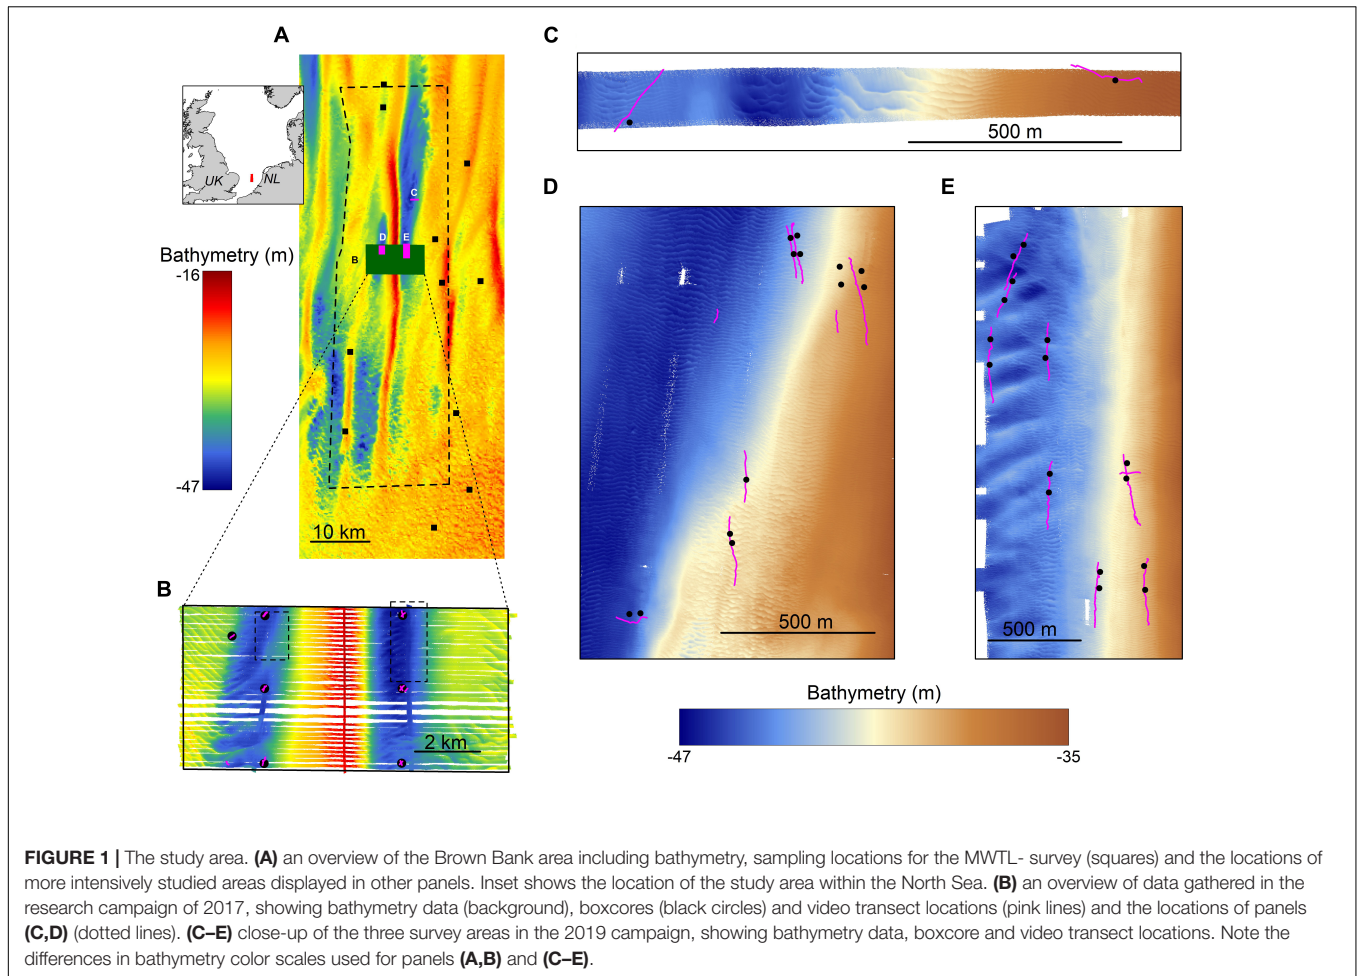 A
UK
NL
Bathymetry (m)
-16
-47
C
D
E
B
10 km
B
2 km
C
500 m
D
500 m
E
500 m
Bathymetry (m)
-47
-35
FIGURE 1 | The study area. (A) an overview of the Brown Bank area including bathymetry, sampling locations for the MWTL- survey (squares) and the locations of
more intensively studied areas displayed in other panels. Inset shows the location of the study area within the North Sea. (B) an overview of data gathered in the
research campaign of 2017, showing bathymetry data (background), boxcores (black circles) and video transect locations (pink lines) and the locations of panels
(C,D) (dotted lines). (C–E) close-up of the three survey areas in the 2019 campaign, showing bathymetry data, boxcore and video transect locations. Note the
differences in bathymetry color scales used for panels (A,B) and (C–E).